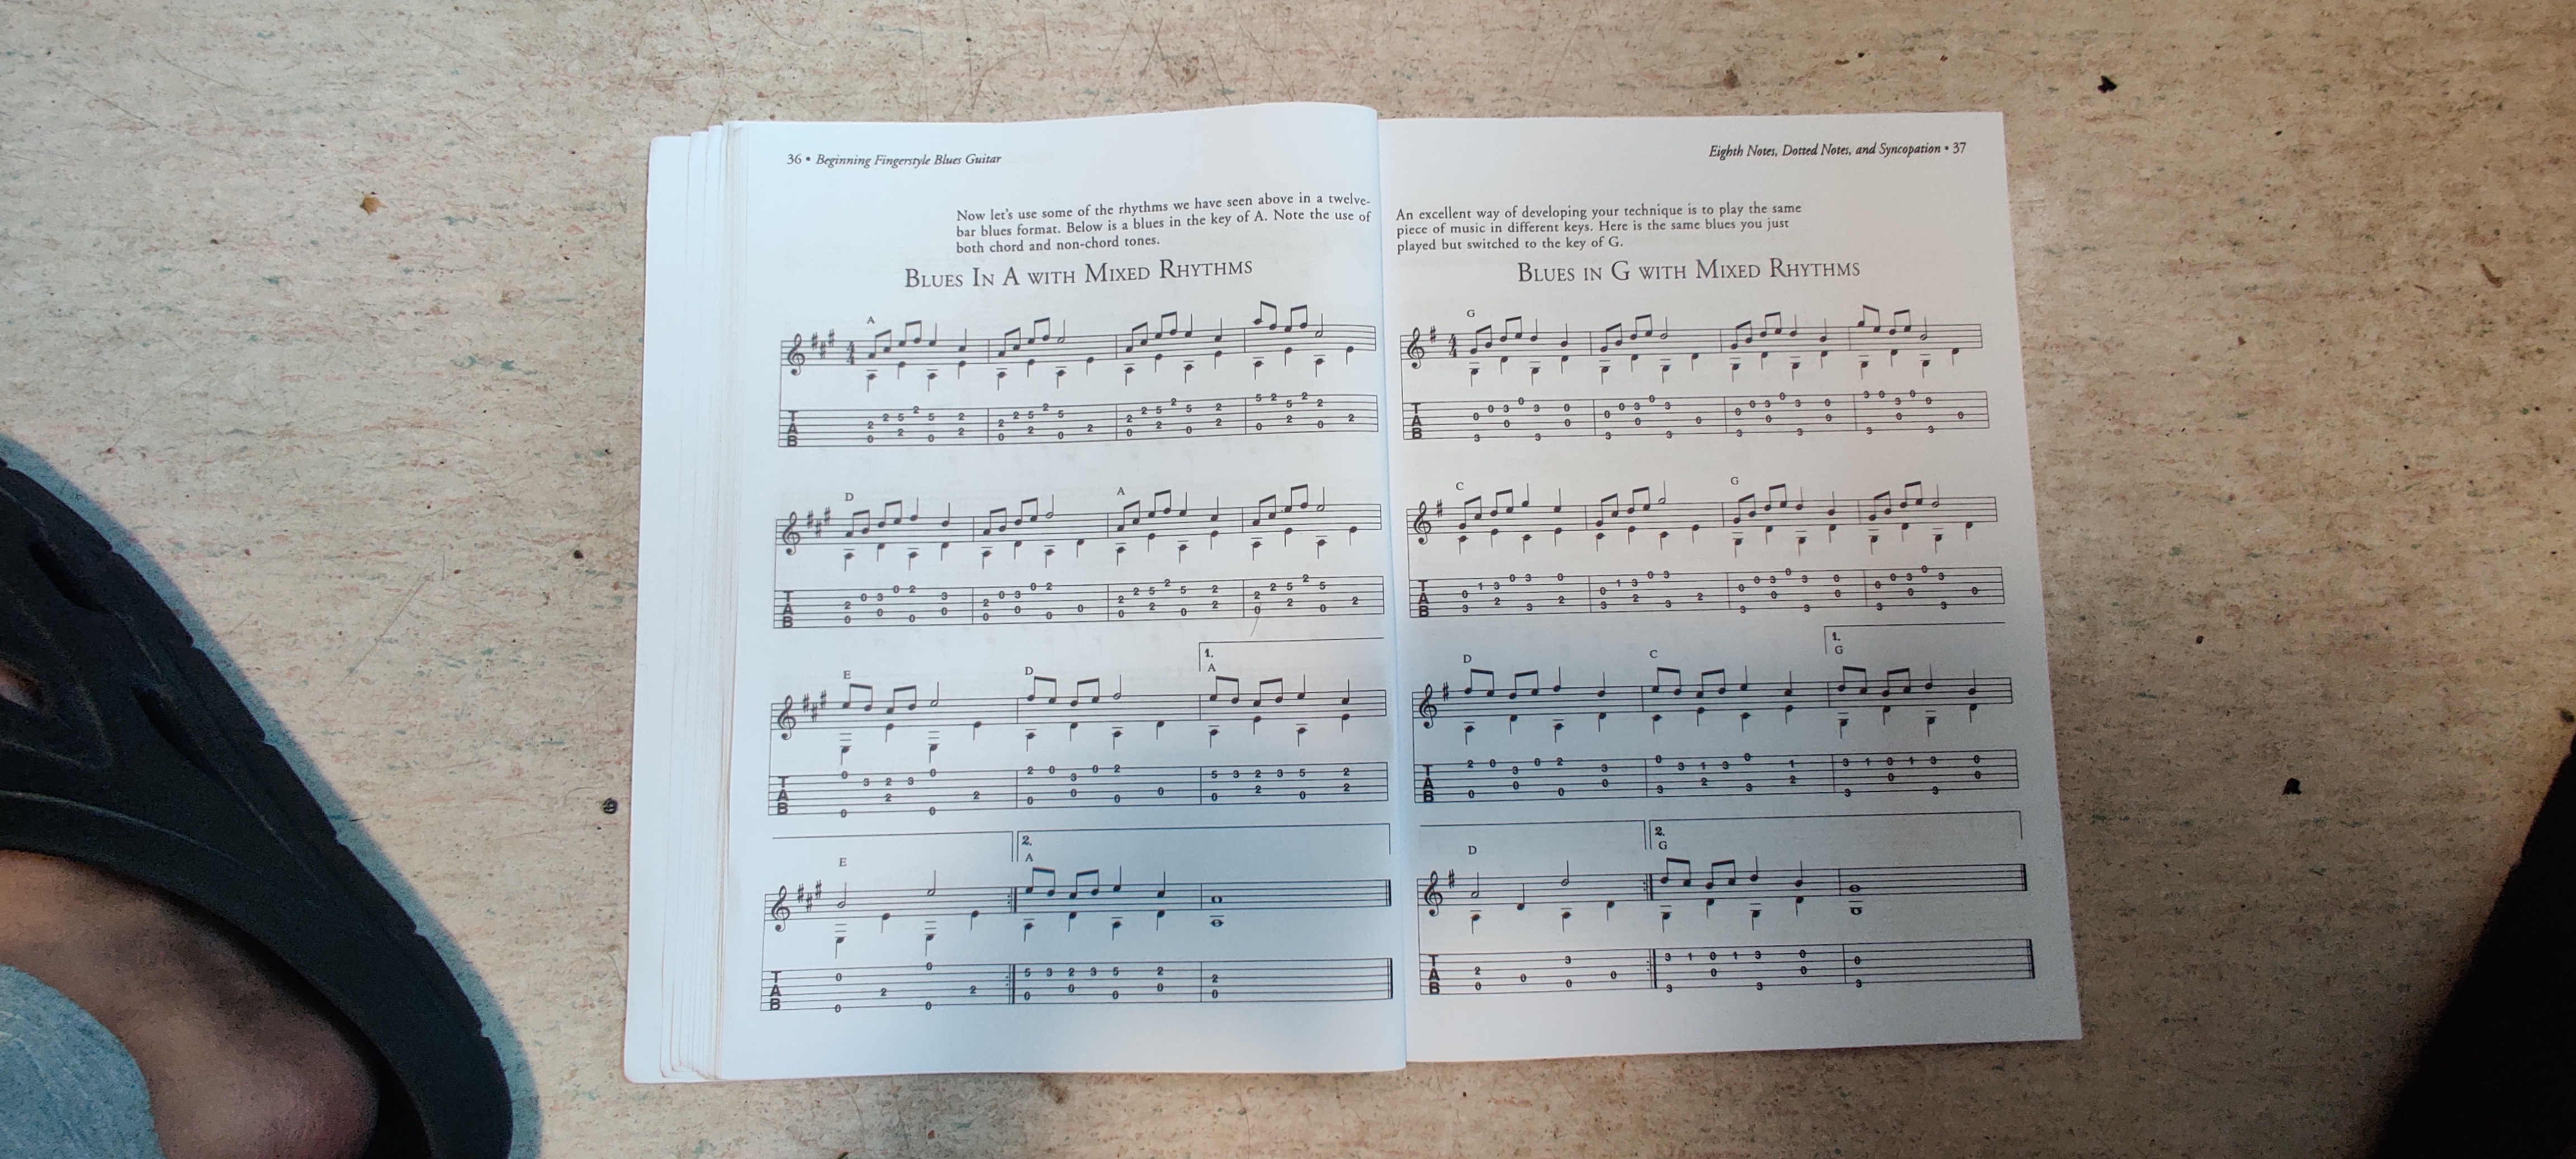 36 • Beginning Fingerstyle Blues Guitar
Now let's use some of the rhythms we have seen above in a twelve-
bar blues format. Below is a blues in the key of A. Note the use of
both chord and non-chord tones.
BLUES IN A WITH MIXED RHYTHMS
A
D A
E D 1. A
E 2. A
Eighth Notes, Dotted Notes, and Syncopation • 37
An excellent way of developing your technique is to play the same
piece of music in different keys. Here is the same blues you just
played but switched to the key of G.
BLUES IN G WITH MIXED RHYTHMS
G
C G
D C 1. G
D 2. G